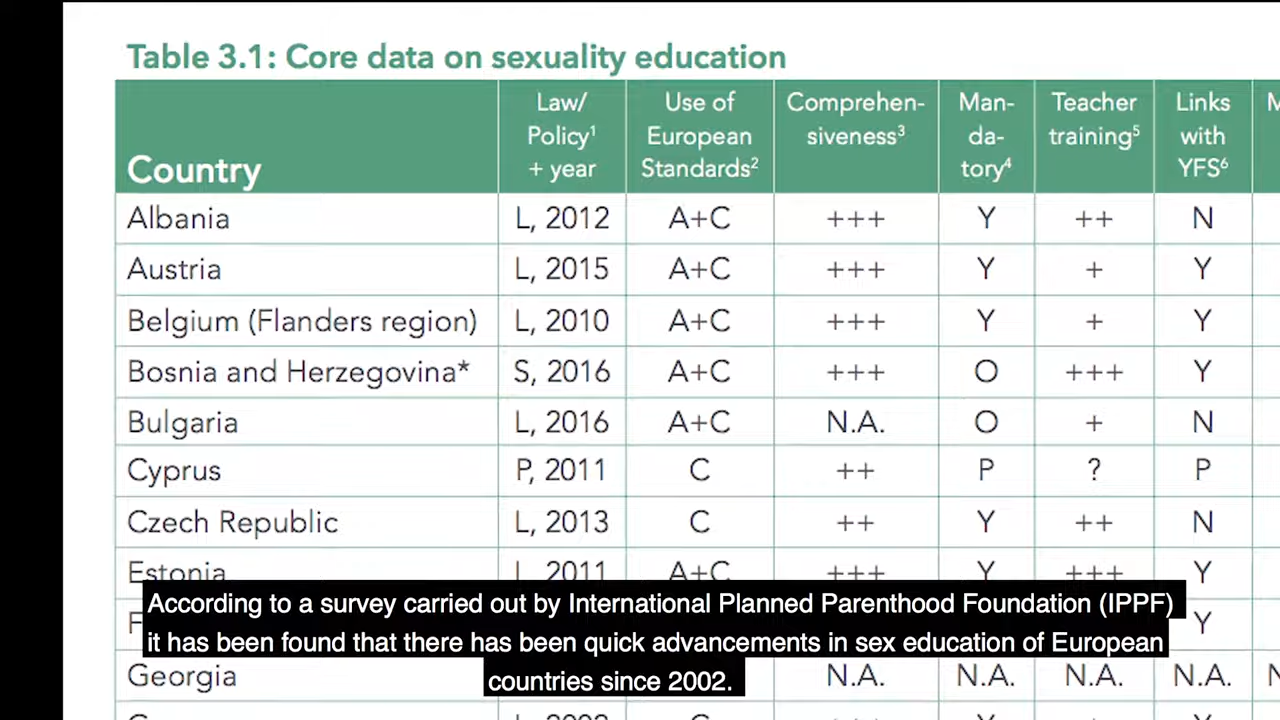 Table 3.1: Core data on sexuality education
Country Law/ Policy¹ + year Use of European Standards² Comprehen-siveness³ Man-da-tory⁴ Teacher training⁵ Links with YFS⁶ M
Albania L, 2012 A+C +++ Y ++ N
Austria L, 2015 A+C +++ Y + Y
Belgium (Flanders region) L, 2010 A+C +++ Y + Y
Bosnia and Herzegovina* S, 2016 A+C +++ O +++ Y
Bulgaria L, 2016 A+C N.A. O + N
Cyprus P, 2011 C ++ P ? P
Czech Republic L, 2013 C ++ Y ++ N
Estonia L, 2011 A+C +++ Y +++ Y
Y
Georgia N.A. N.A. N.A. N.A.
According to a survey carried out by International Planned Parenthood Foundation (IPPF)
it has been found that there has been quick advancements in sex education of European
countries since 2002.